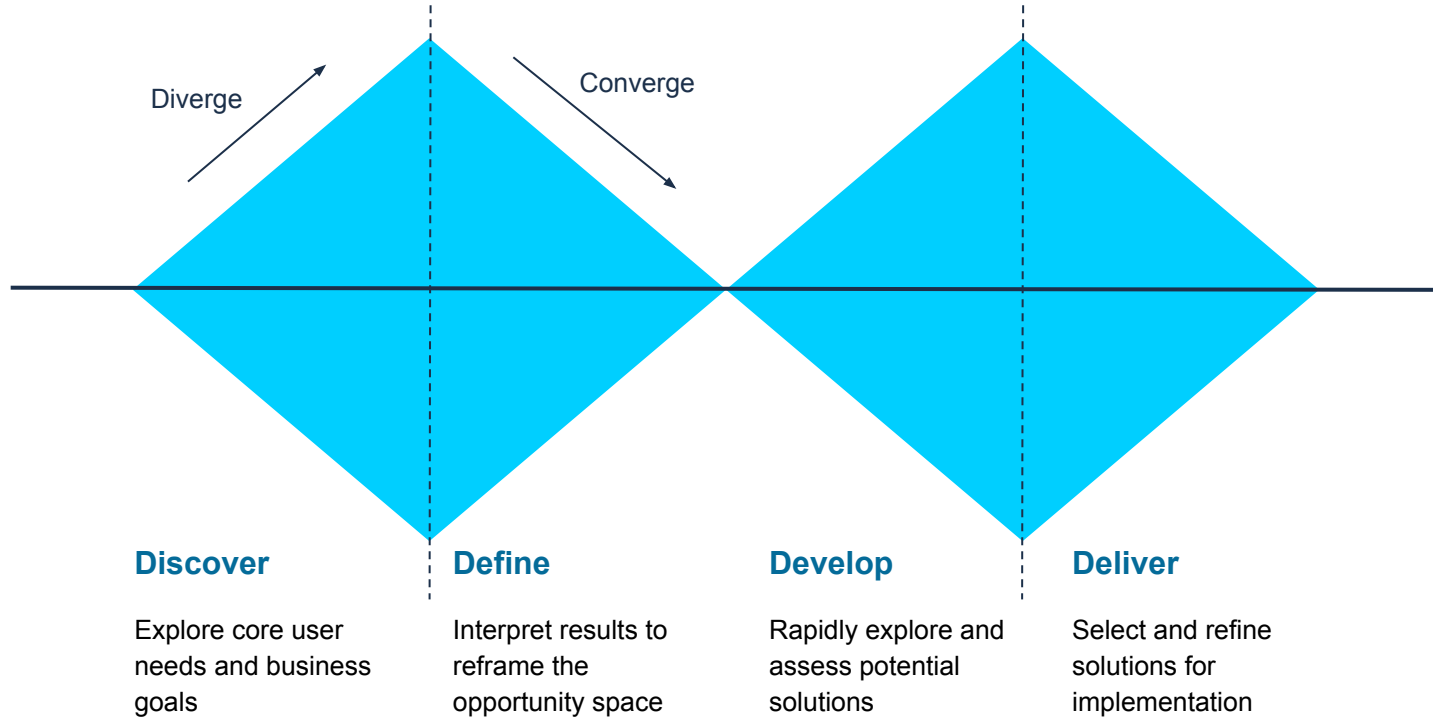 Diverge
Converge
Discover
Explore core user
needs and business
goals
Define
Interpret results to
reframe the
opportunity space
Develop
Rapidly explore and
assess potential
solutions
Deliver
Select and refine
solutions for
implementation